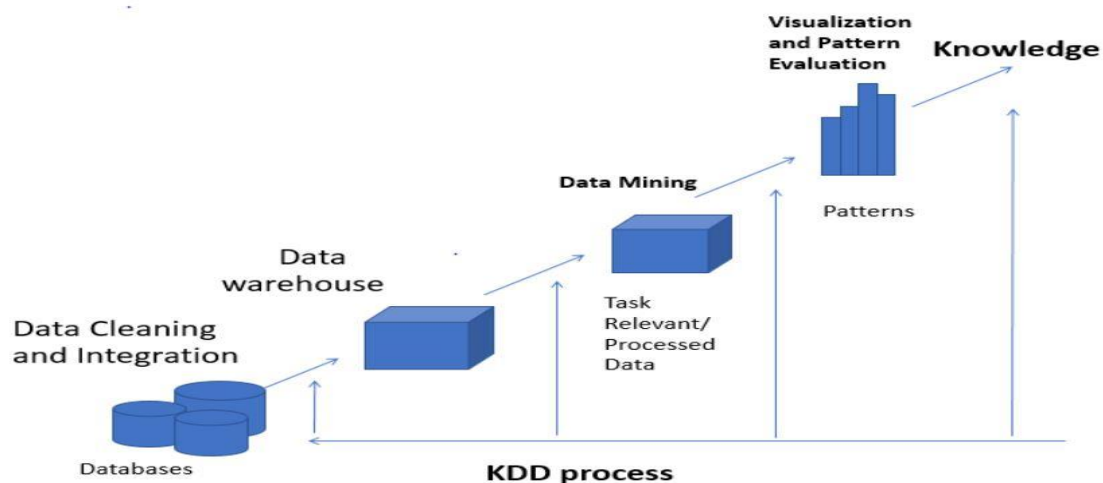 Visualization
and Pattern
Evaluation
Knowledge
Data Mining
Patterns
Data
warehouse
Task
Relevant/
Processed
Data
Data Cleaning
and Integration
Databases
KDD process